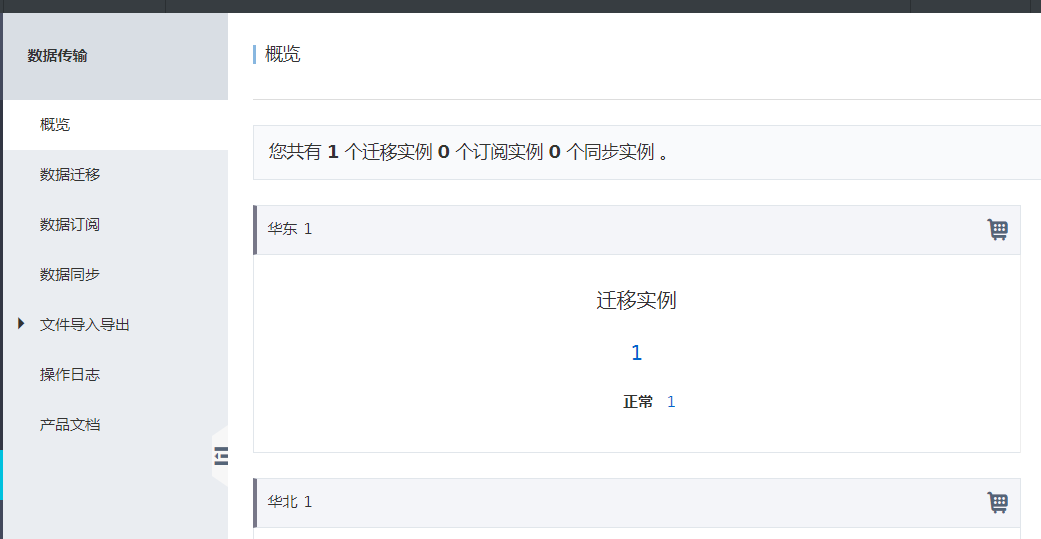 数据传输
概览
数据迁移
数据订阅
数据同步
文件导入导出
操作日志
产品文档
概览
您共有 1 个迁移实例 0 个订阅实例 0 个同步实例 。
华东 1
迁移实例
1
正常 1
华北 1